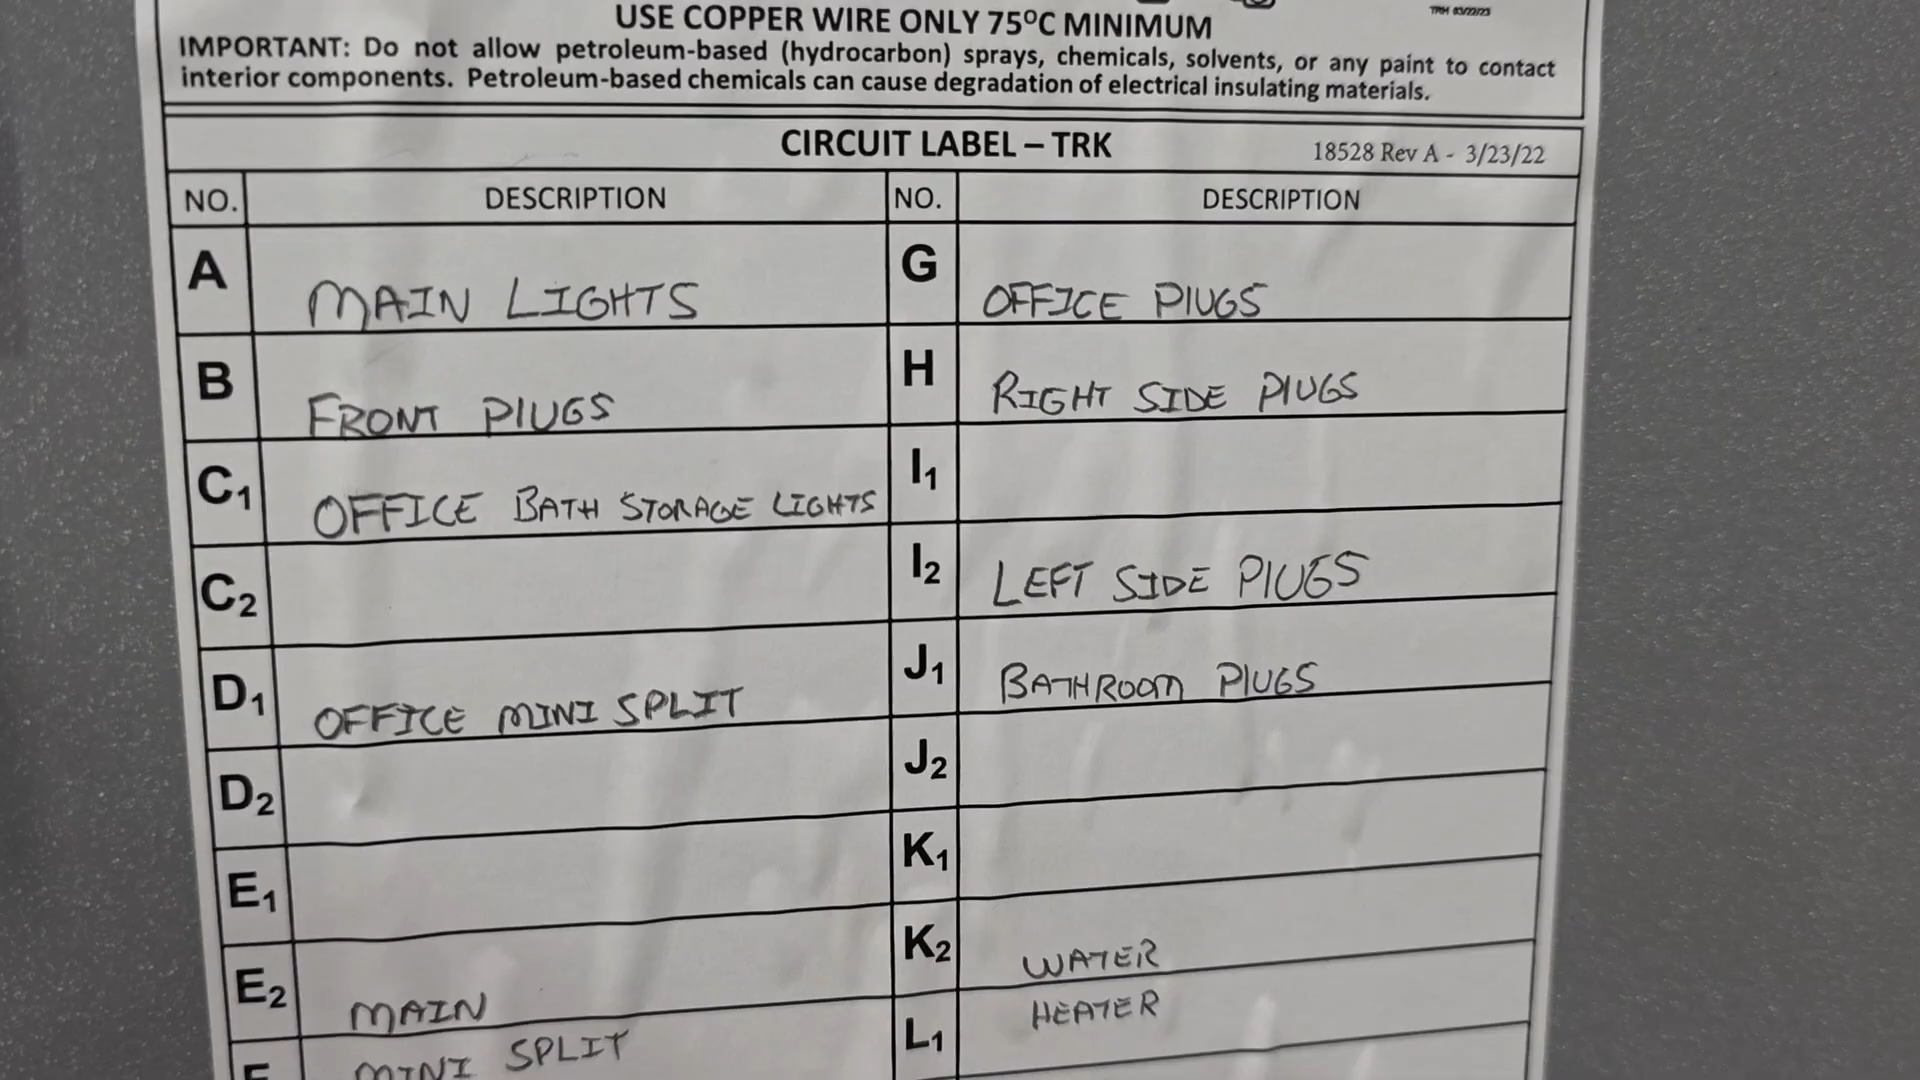 USE COPPER WIRE ONLY 75°C MINIMUM
IMPORTANT: Do not allow petroleum-based (hydrocarbon) sprays, chemicals, solvents, or any paint to contact
interior components. Petroleum-based chemicals can cause degradation of electrical insulating materials.
CIRCUIT LABEL – TRK 18528 Rev A - 3/23/22
NO. DESCRIPTION NO. DESCRIPTION
A MAIN LIGHTS G OFFICE PlUGS
B FRONT PlUGS H RIGHT SIDE PlUGS
C1 OFFICE BATH STORAGE LIGHTS I1
C2 I2 LEFT SIDE PlUGS
D1 OFFICE MINI SPLIT J1 BATHROOM PlUGS
D2 J2
E1 K1
E2 MAIN K2 WATER
MINI SPLIT L1 HEATER